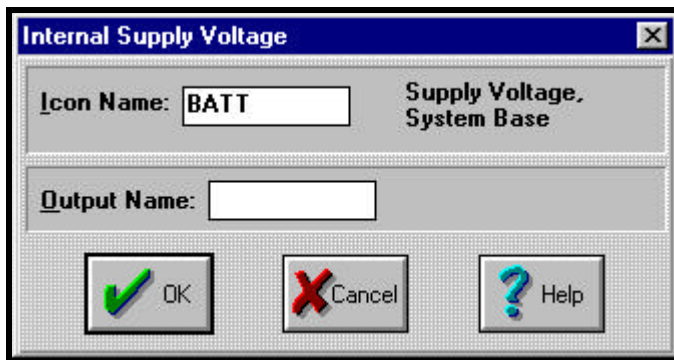 Internal Supply Voltage
Icon Name: BATT
Supply Voltage,
System Base
Output Name:
OK
Cancel
Help